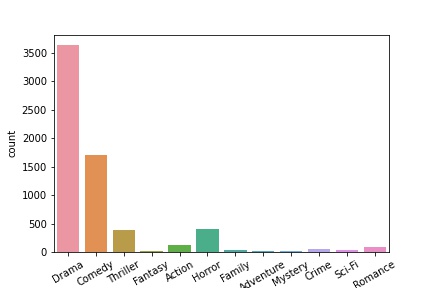 3500
3000
2500
2000
1500
1000
500
0
count
Drama
Comedy
Thriller
Fantasy
Action
Horror
Family
Adventure
Mystery
Crime
Sci-Fi
Romance